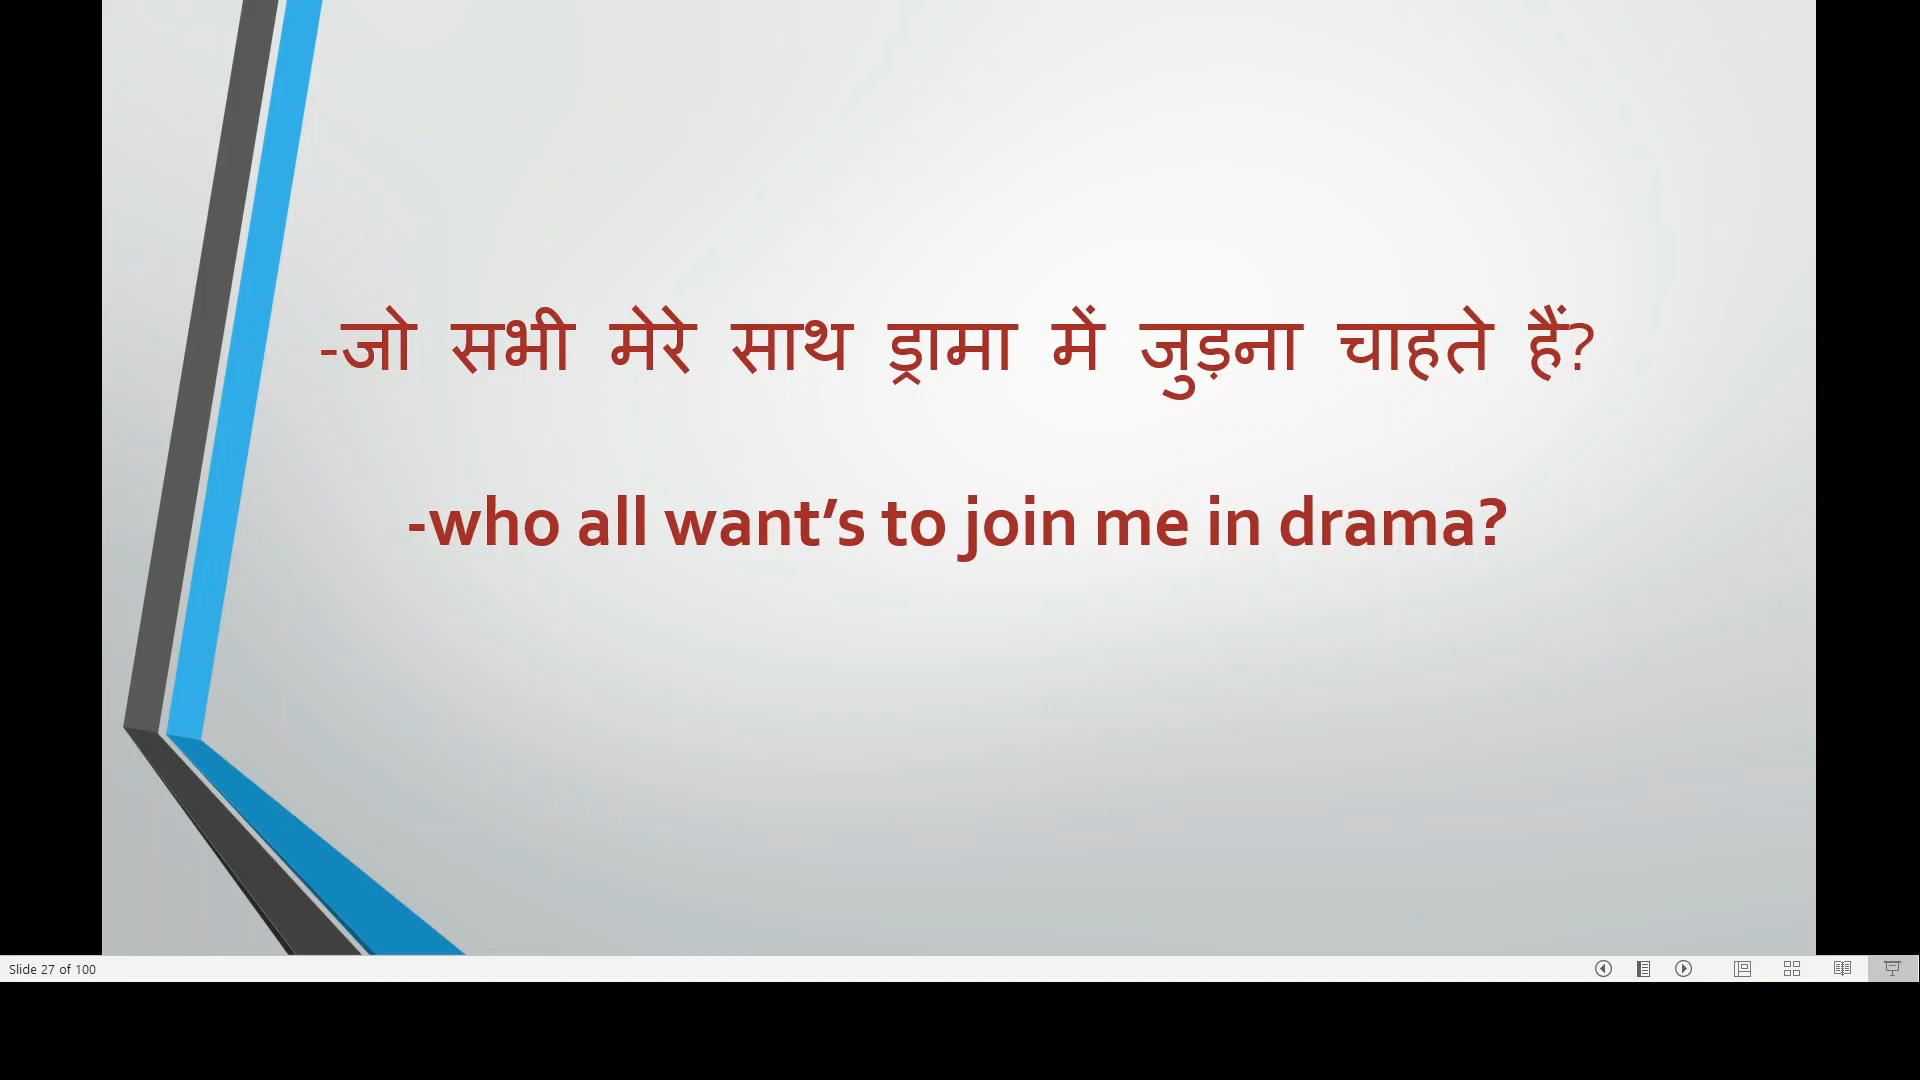 -जो सभी मेरे साथ ड्रामा में जुड़ना चाहते हैं?
-who all want’s to join me in drama?
Slide 27 of 100